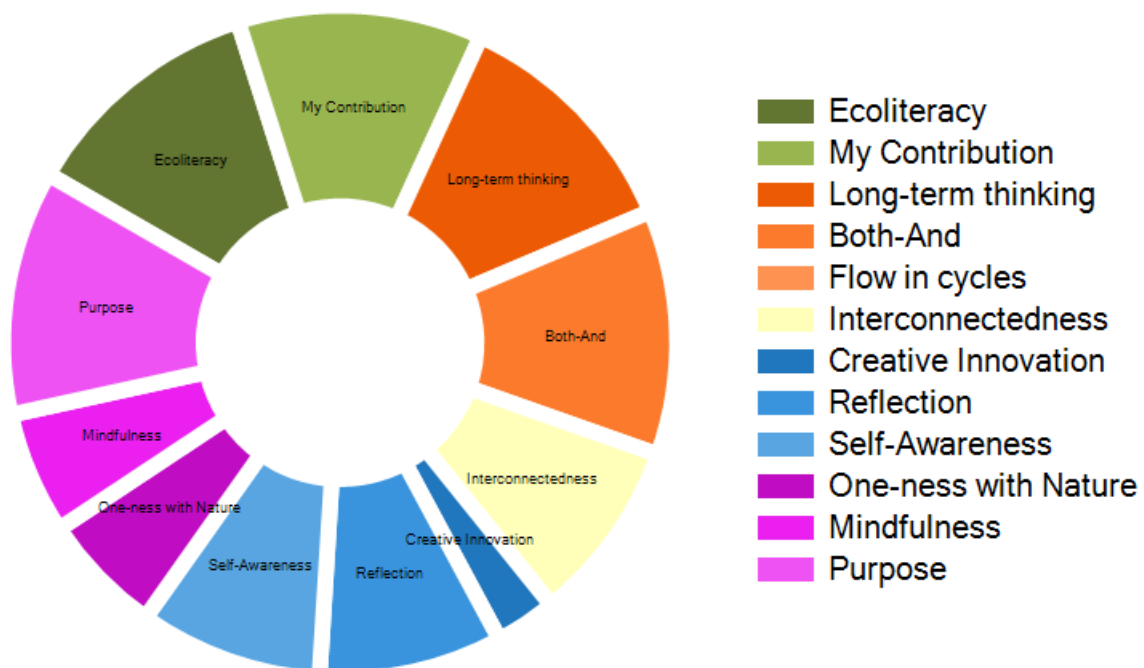 My Contribution
Ecoliteracy
Long-term thinking
Purpose
Both-And
Mindfulness
Interconnectedness
One-ness with Nature
Creative Innovation
Self-Awareness
Reflection
Ecoliteracy
My Contribution
Long-term thinking
Both-And
Flow in cycles
Interconnectedness
Creative Innovation
Reflection
Self-Awareness
One-ness with Nature
Mindfulness
Purpose